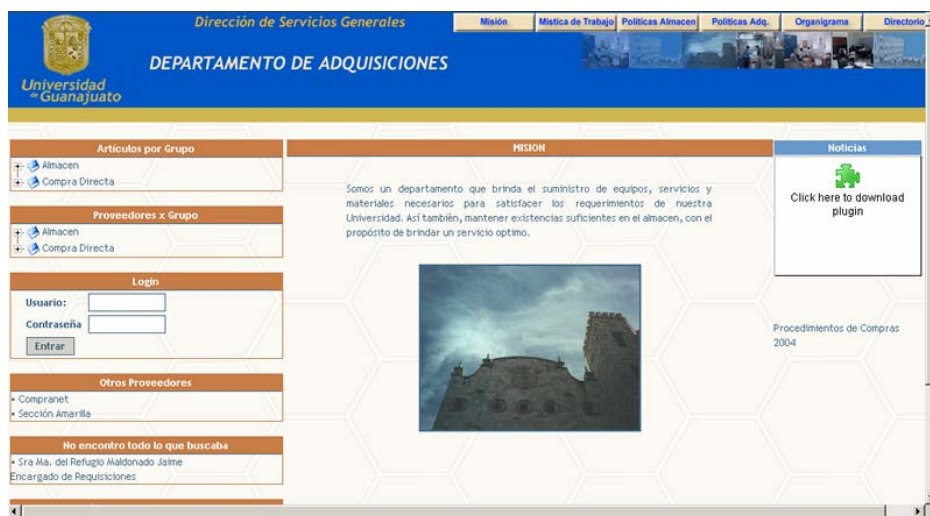 Dirección de Servicios Generales
Misión
Mistica de Trabajo
Politicas Almacen
Politicas Adq.
Organigrama
Directorio
DEPARTAMENTO DE ADQUISICIONES
Universidad
de Guanajuato
Artículos por Grupo
Almacen
Compra Directa
Proveedores x Grupo
Almacen
Compra Directa
Login
Usuario:
Contraseña
Entrar
Otros Proveedores
Compranet
Sección Amarilla
No encontro todo lo que buscaba
Sra Ma. del Refugio Maldonado Jaime
Encargado de Requisiciones
MISION
Somos un departamento que brinda el suministro de equipos, servicios y
materiales necesarios para satisfacer los requerimientos de nuestra
Universidad. Así también, mantener existencias suficientes en el almacen, con el
propósito de brindar un servicio optimo.
Noticias
Click here to download
plugin
Procedimientos de Compras
2004